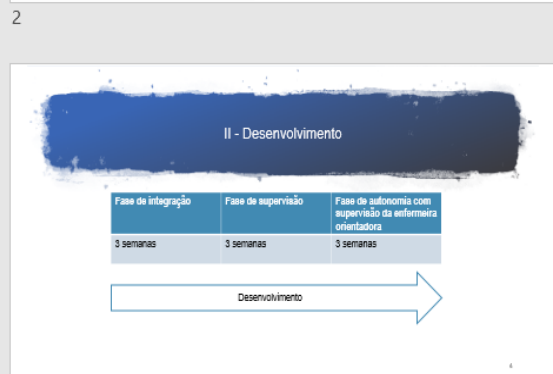 2
II - Desenvolvimento
Fase de integração
Fase de supervisão
Fase de autonomia com
supervisão da enfermeira
orientadora
3 semanas
3 semanas
3 semanas
Desenvolvimento